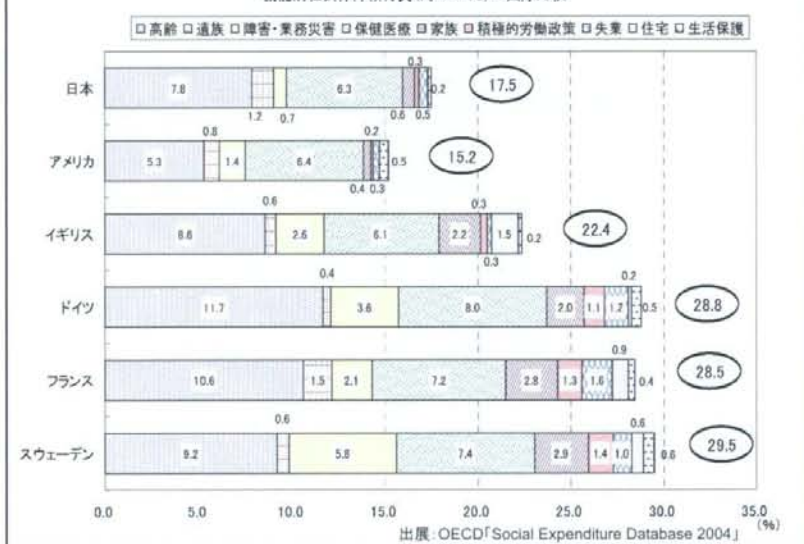 □高齢 □遺族 □障害・業務災害 □保健医療 □家族 □積極的労働政策 □失業 □住宅 □生活保護
0.3
日本 7.8 6.3 0.2 17.5
1.2 0.7 0.6 0.5
0.8 0.2
アメリカ 5.3 1.4 6.4 0.5 15.2
0.4 0.3
0.6 0.3
イギリス 8.6 2.6 6.1 2.2 1.5 0.2 22.4
0.3
0.4 0.2
ドイツ 11.7 3.6 8.0 2.0 1.1 1.2 0.5 28.8
0.9
フランス 10.6 1.5 2.1 7.2 2.8 1.3 1.6 0.4 28.5
0.6 0.6
スウェーデン 9.2 5.8 7.4 2.9 1.4 1.0 0.6 29.5
0.0 5.0 10.0 15.0 20.0 25.0 30.0 35.0
(%)
出展:OECD「Social Expenditure Database 2004」